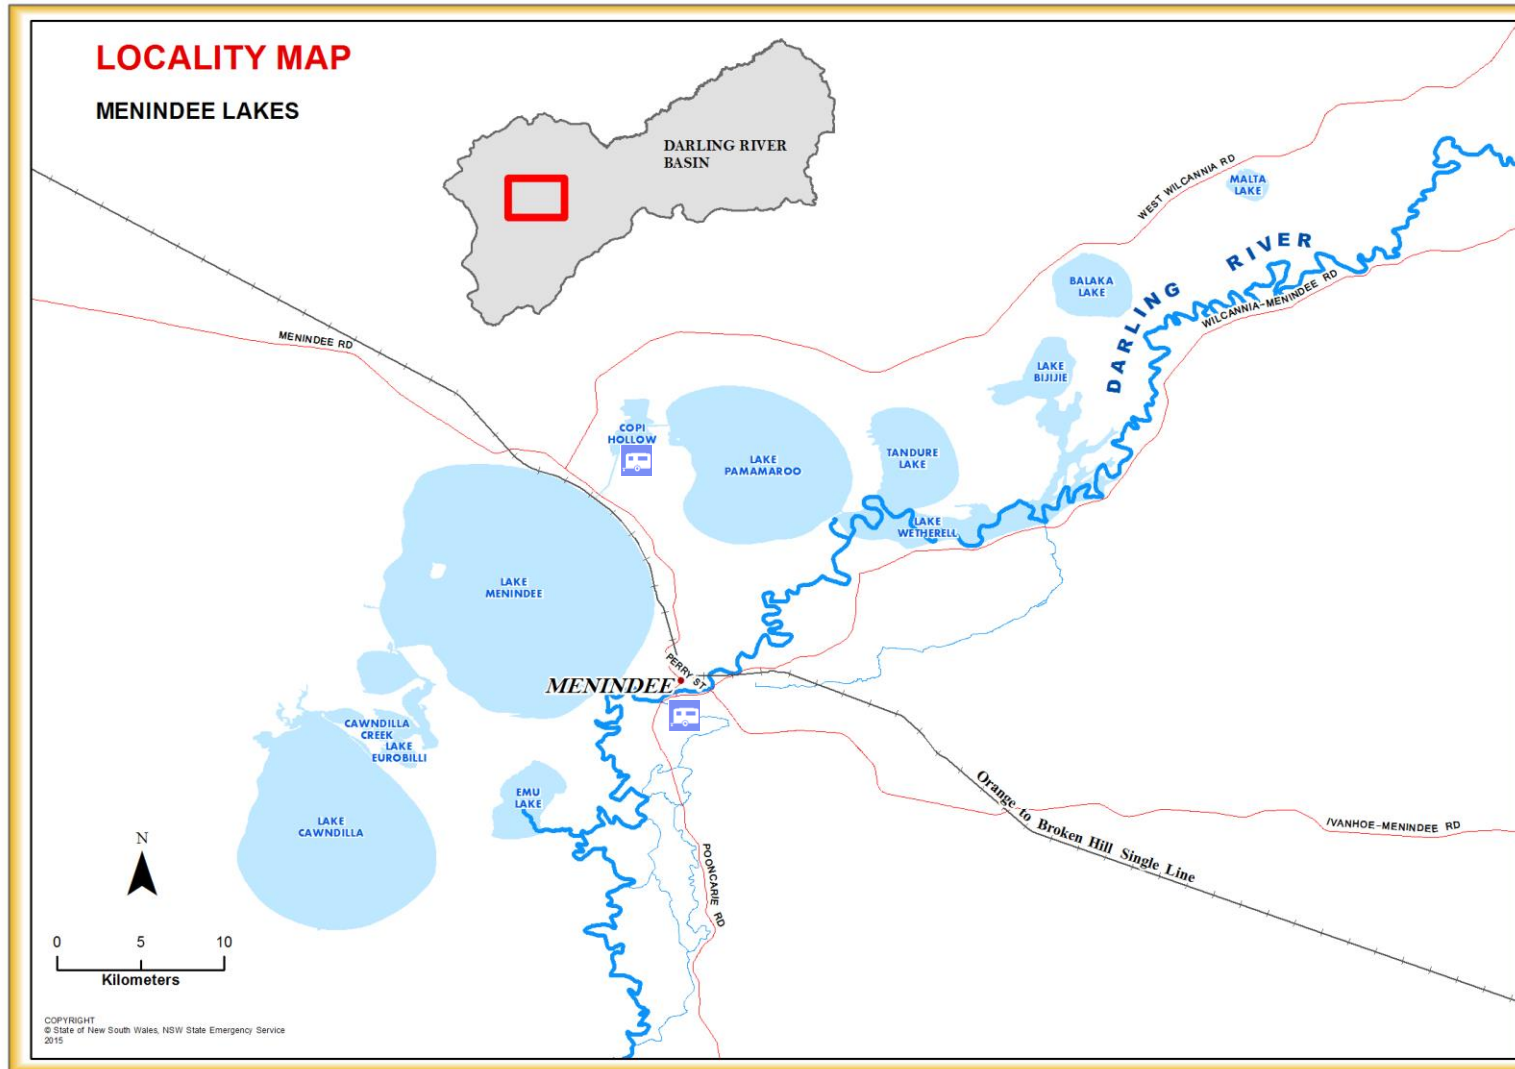 LOCALITY MAP
MENINDEE LAKES
DARLING RIVER
BASIN
WEST WILCANNIA RD
MALTA
LAKE
DARLING RIVER
BALAKA
LAKE
WILCANNIA-MENINDEE RD
MENINDEE RD
LAKE
BIJIJIE
COPI
HOLLOW
LAKE
PAMAMAROO
TANDURE
LAKE
LAKE
WETHERELL
LAKE
MENINDEE
PERRY ST
MENINDEE
CAWNDILLA
CREEK
LAKE
EUROBILLI
EMU
LAKE
LAKE
CAWNDILLA
Orange to Broken Hill Single Line
IVANHOE-MENINDEE RD
POONCARIE RD
N
0 5 10
Kilometers
COPYRIGHT
© State of New South Wales, NSW State Emergency Service
2015